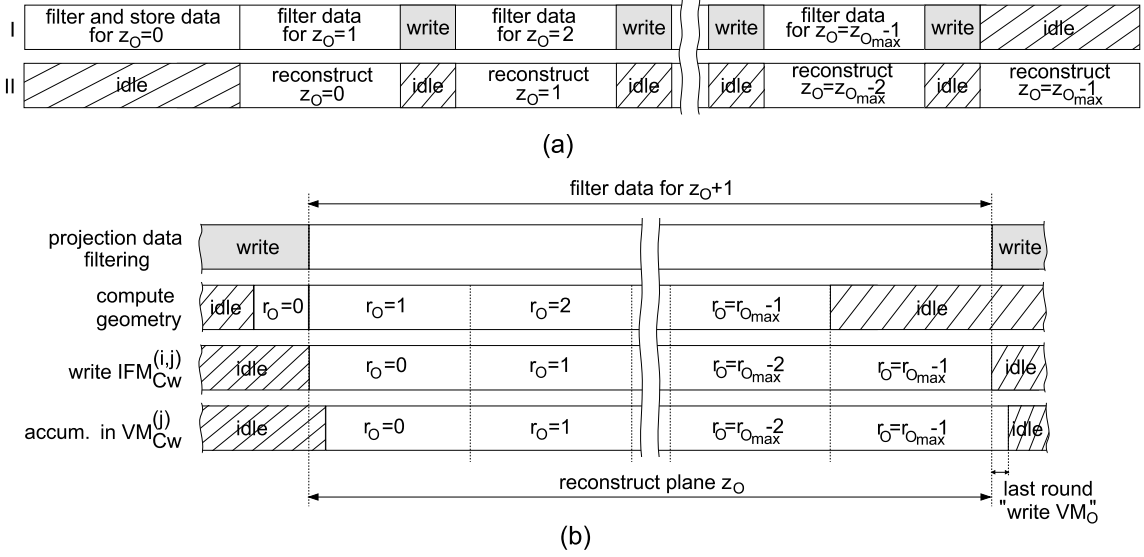 I
filter and store data
for z_O=0
filter data
for z_O=1
write
filter data
for z_O=2
write
write
filter data
for z_O=z_Omax-1
write
idle
II
idle
reconstruct
z_O=0
idle
reconstruct
z_O=1
idle
idle
reconstruct
z_O=z_Omax-2
idle
reconstruct
z_O=z_Omax-1
(a)
filter data for z_O+1
projection data
filtering
write
write
compute
geometry
idle
r_O=0
r_O=1
r_O=2
r_O=r_Omax-1
idle
write IFM_Cw^(i,j)
idle
r_O=0
r_O=1
r_O=r_Omax-2
r_O=r_Omax-1
idle
accum. in VM_Cw^(j)
idle
r_O=0
r_O=1
r_O=r_Omax-2
r_O=r_Omax-1
idle
reconstruct plane z_O
last round
"write VM_O"
(b)